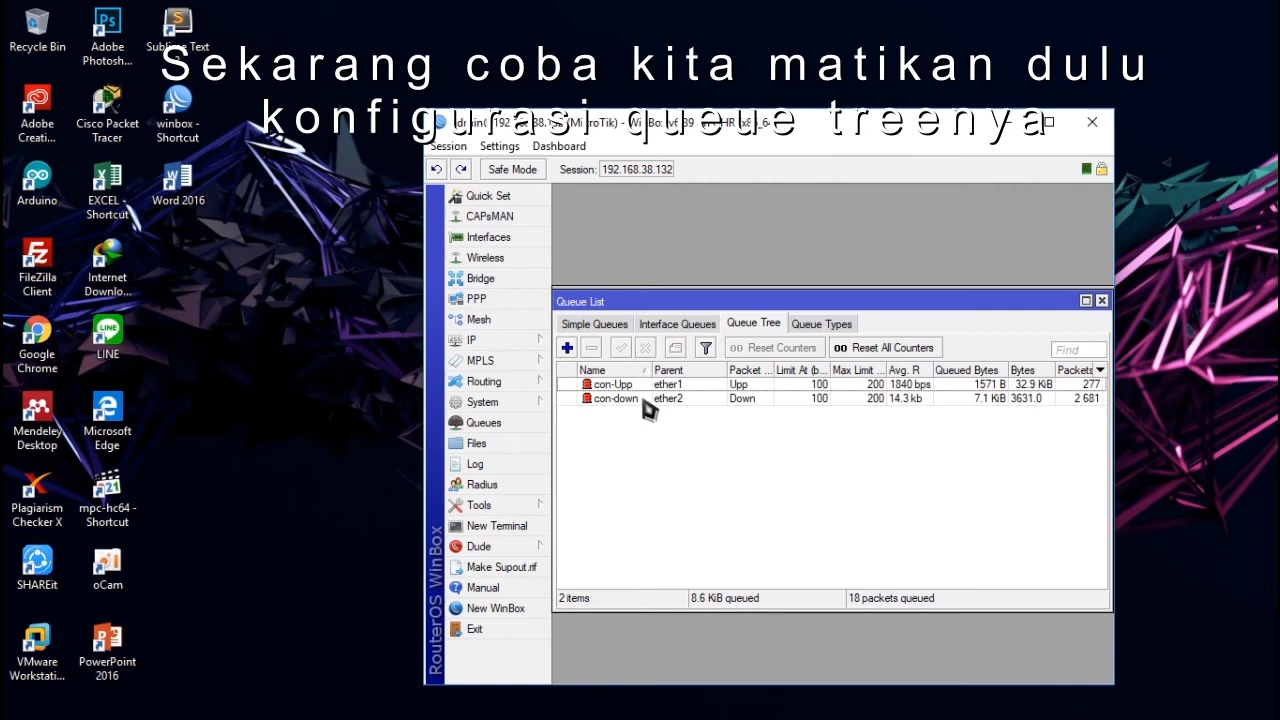 Sekarang coba kita matikan dulu
konfigurasi queue treenya
Recycle Bin
Adobe
Photosh...
Sublime Text
Adobe
Creati...
Cisco Packet
Tracer
winbox -
Shortcut
Arduino
EXCEL -
Shortcut
Word 2016
FileZilla
Client
Internet
Downlo...
Google
Chrome
LINE
Mendeley
Desktop
Microsoft
Edge
Plagiarism
Checker X
mpc-hc64 -
Shortcut
SHAREit
oCam
VMware
Workstati...
PowerPoint
2016
Session Settings Dashboard
Safe Mode Session: 192.168.38.132
Quick Set
CAPsMAN
Interfaces
Wireless
Bridge
PPP
Mesh
IP
MPLS
Routing
System
Queues
Files
Log
Radius
Tools
New Terminal
Dude
Make Supout.rif
Manual
New WinBox
Exit
RouterOS WinBox
Queue List
Simple Queues Interface Queues Queue Tree Queue Types
00 Reset Counters 00 Reset All Counters Find
Name Parent Packet ... Limit At (b... Max Limit ... Avg. R Queued Bytes Bytes Packets
con-Upp ether1 Upp 100 200 1840 bps 1571 B 32.9 KiB 277
con-down ether2 Down 100 200 14.3 kb 7.1 KiB 3631.0 2 681
2 items 8.6 KiB queued 18 packets queued